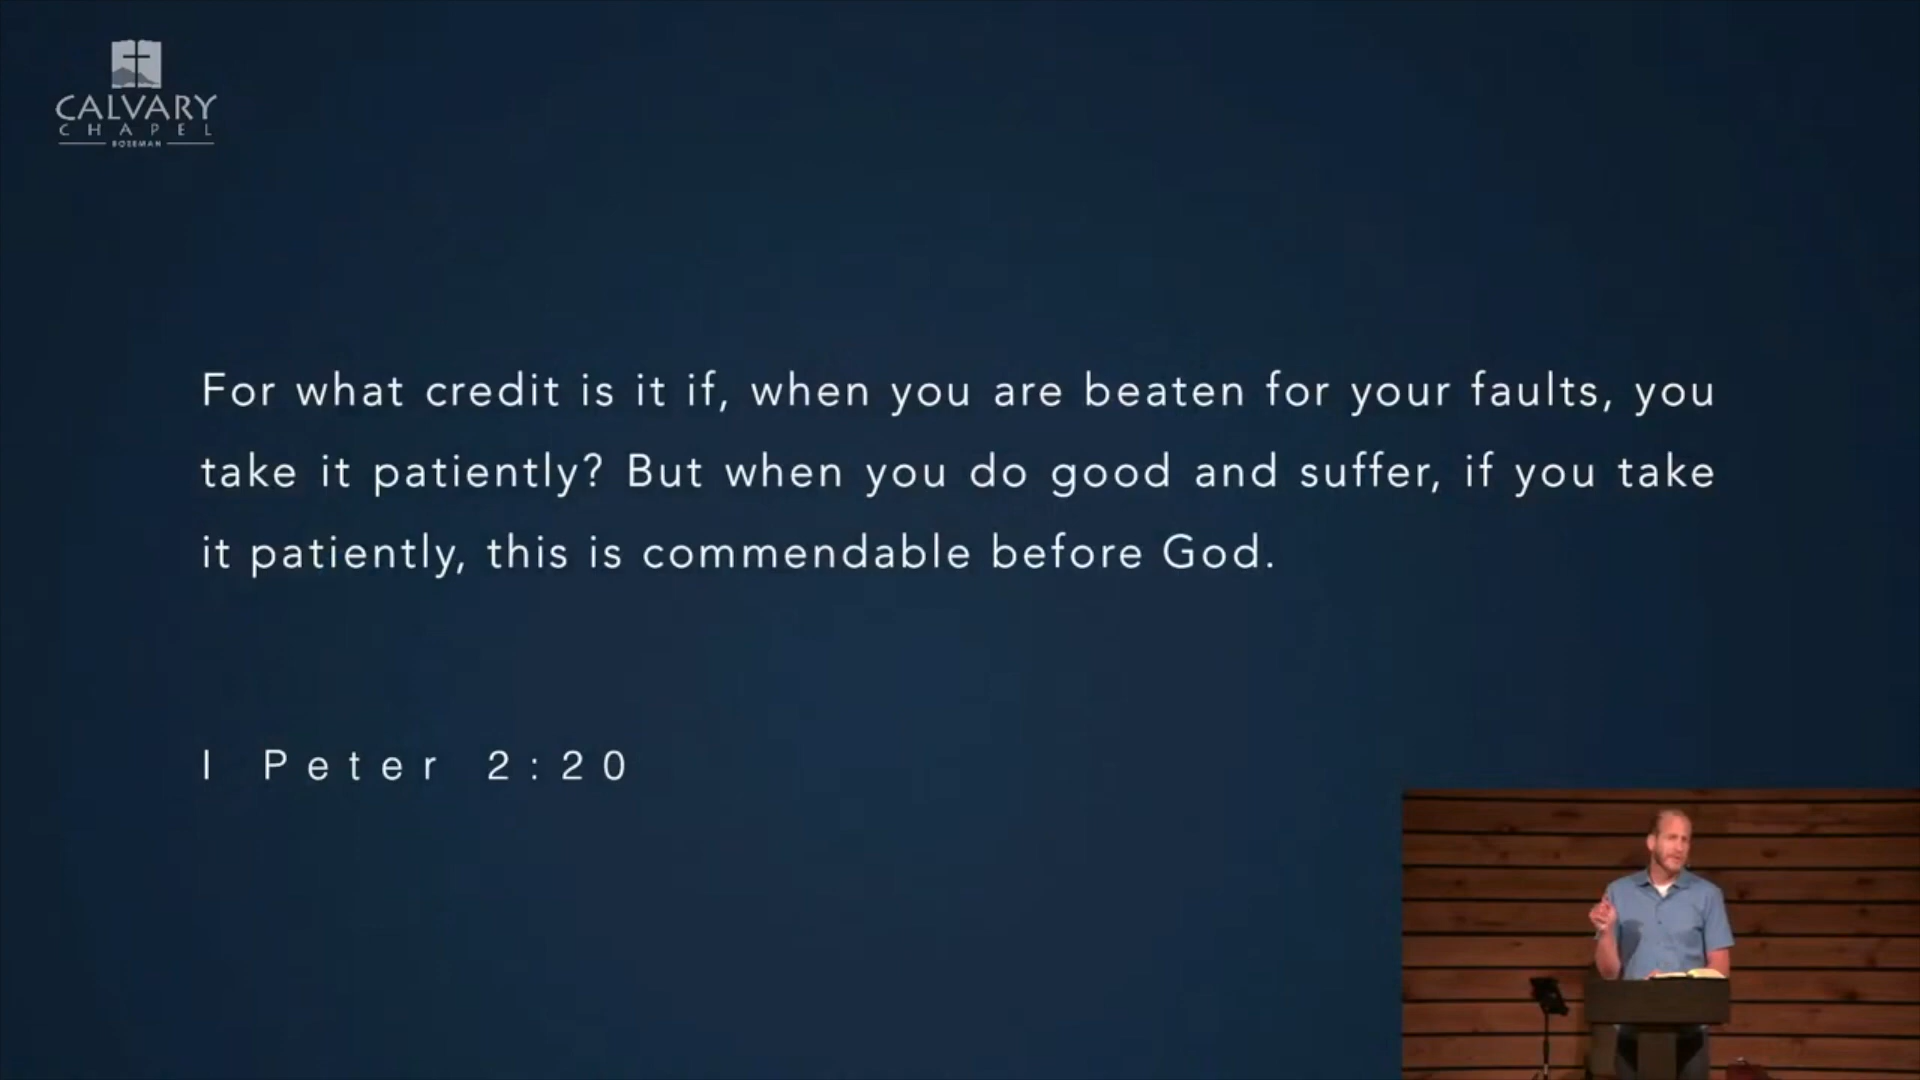 CALVARY
CHAPEL
BOZEMAN
For what credit is it if, when you are beaten for your faults, you
take it patiently? But when you do good and suffer, if you take
it patiently, this is commendable before God.
I Peter 2:20